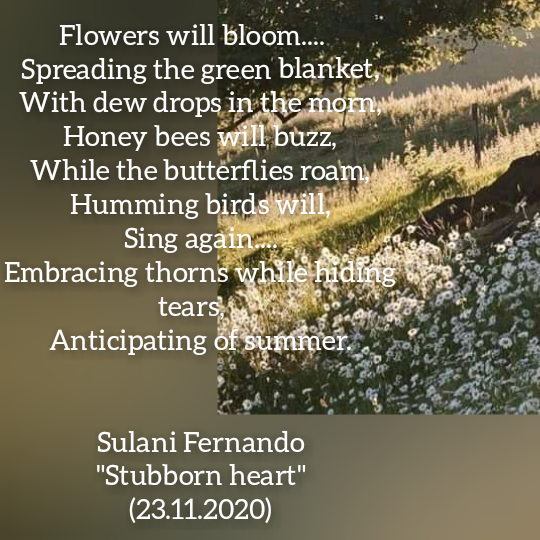 Flowers will bloom....
Spreading the green blanket,
With dew drops in the morn,
Honey bees will buzz,
While the butterflies roam,
Humming birds will,
Sing again....
Embracing thorns while hiding
tears,
Anticipating of summer.
Sulani Fernando
"Stubborn heart"
(23.11.2020)